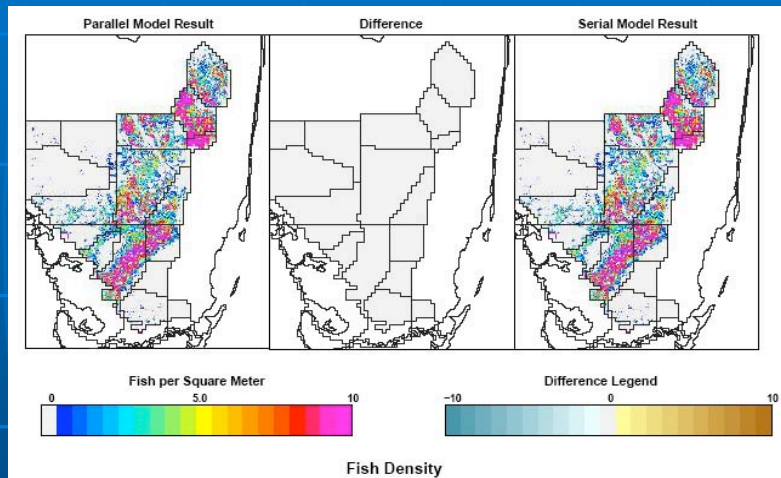 Parallel Model Result Difference Serial Model Result
Fish per Square Meter Difference Legend
0 5.0 10 −10 0 10
Fish Density